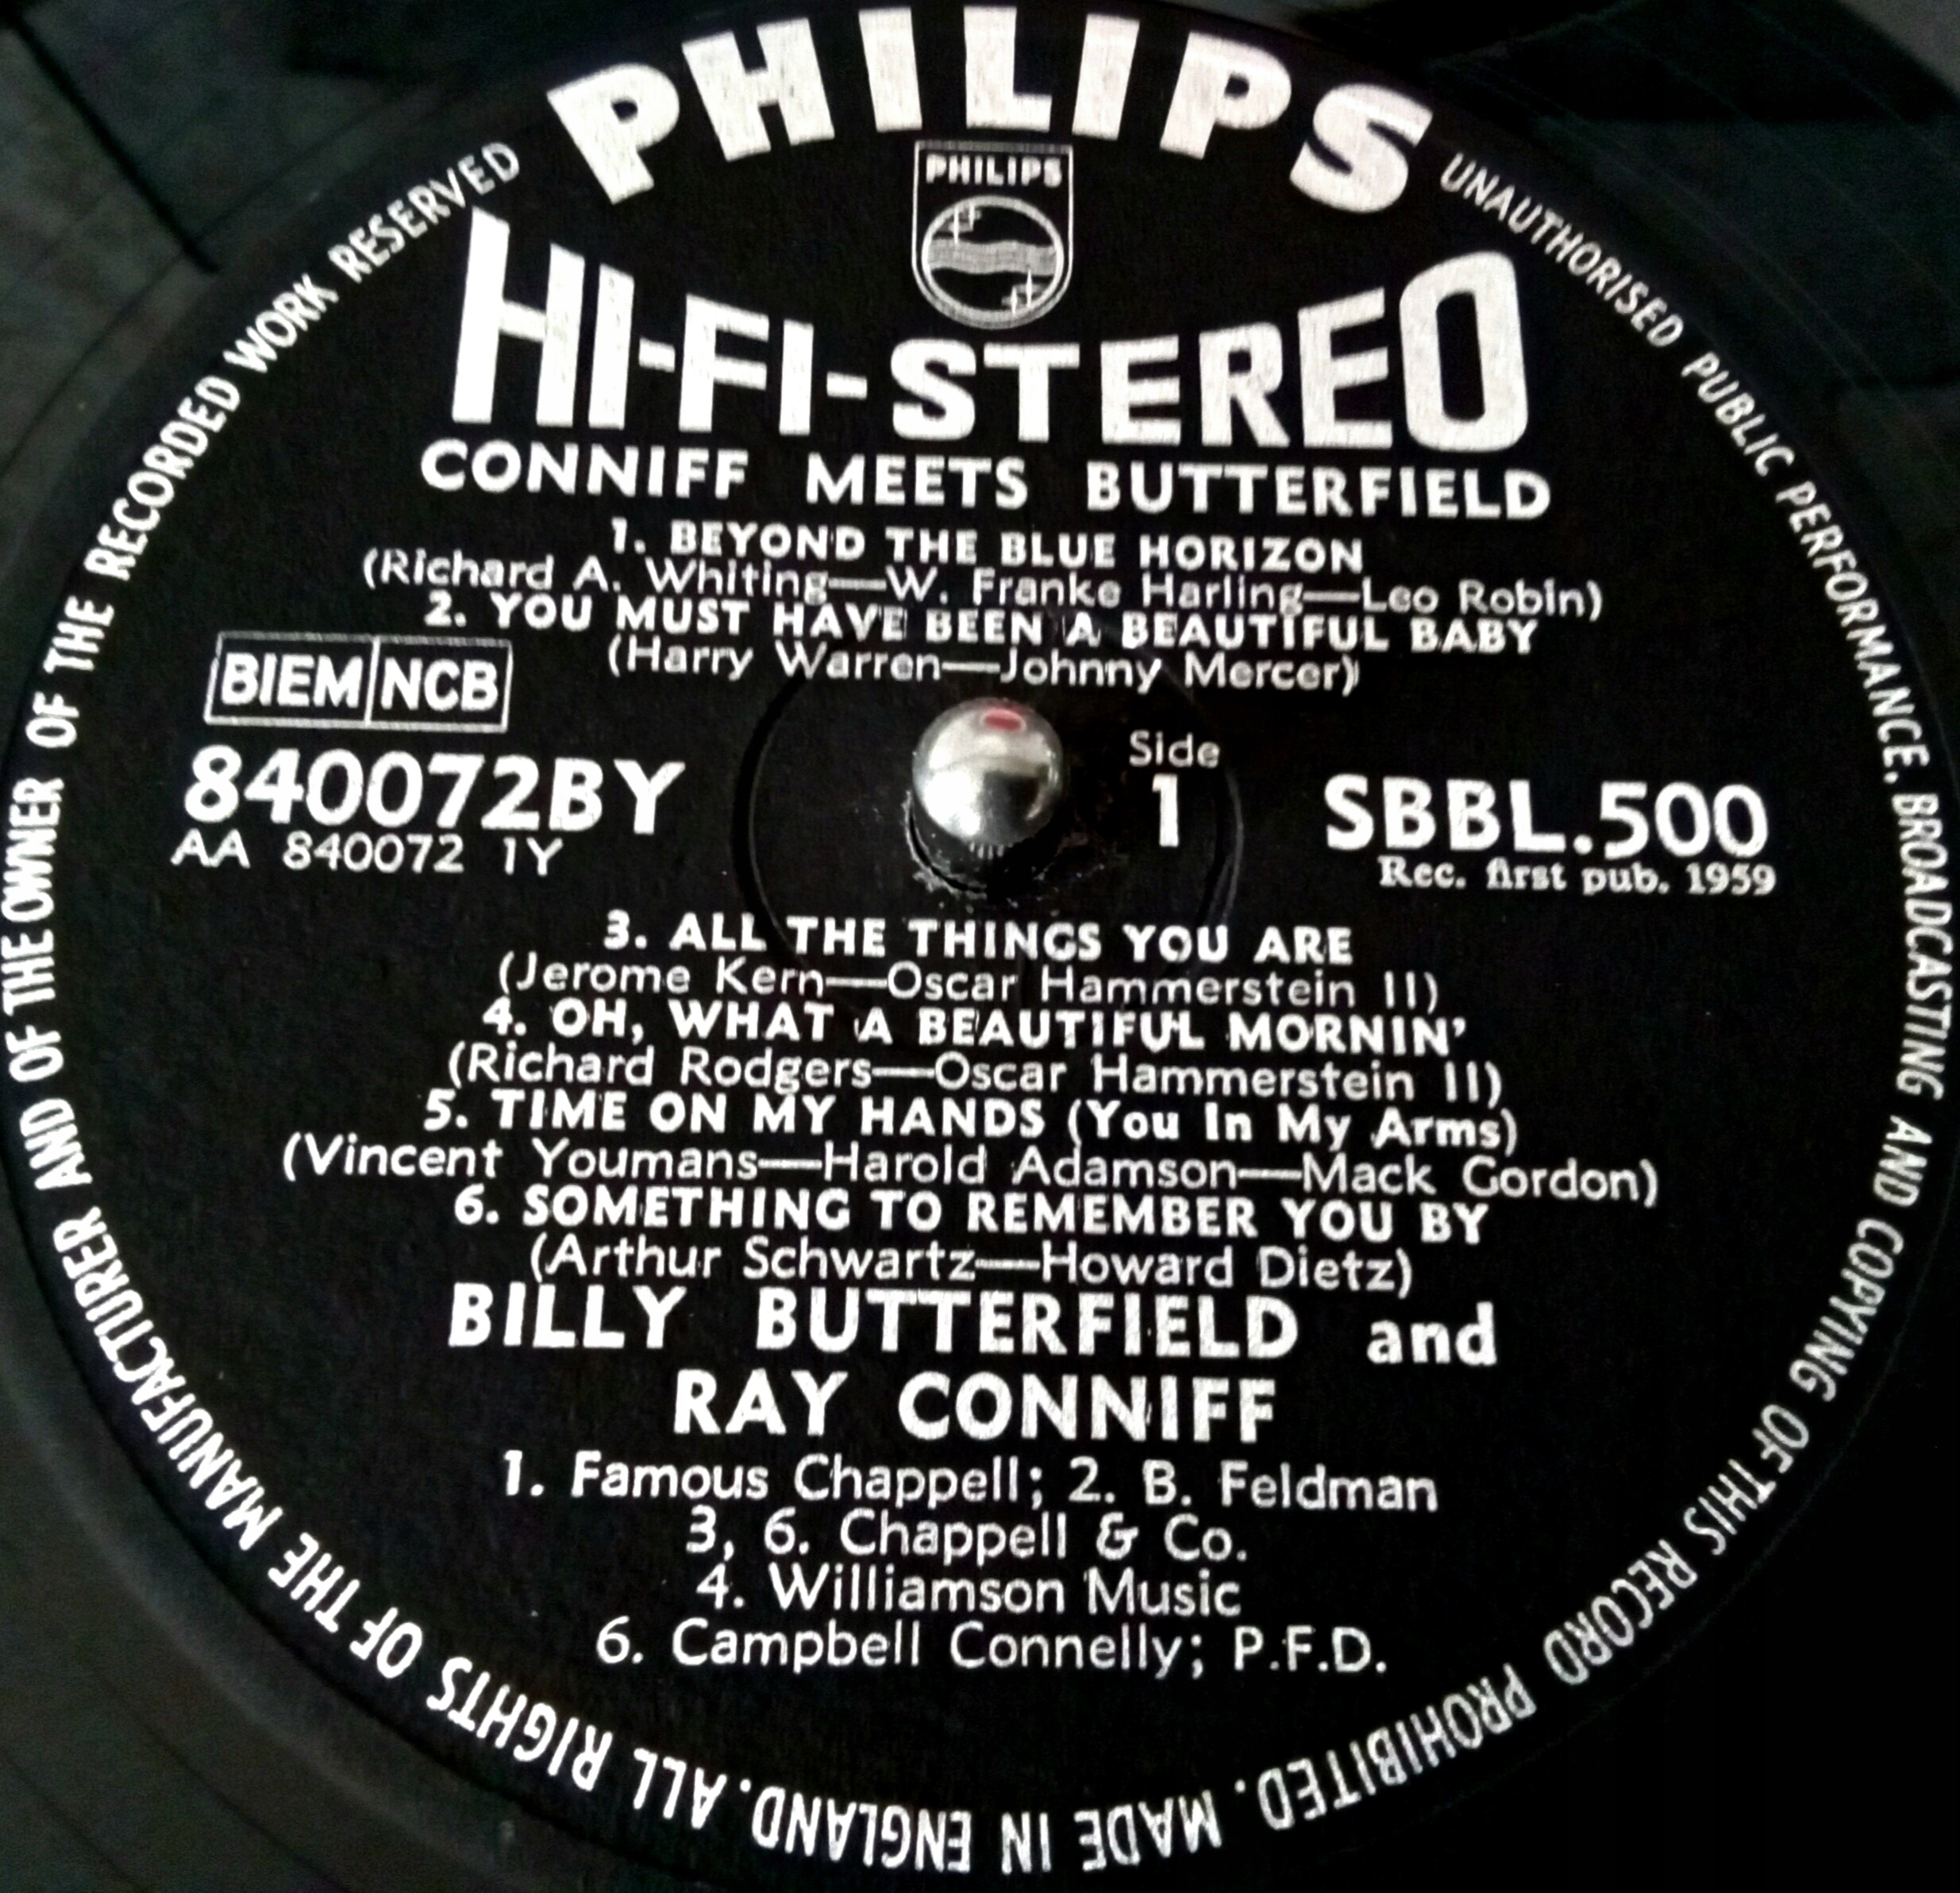 PHILIPS
PHILIPS
HI-FI-STEREO
CONNIFF MEETS BUTTERFIELD
1. BEYOND THE BLUE HORIZON
(Richard A. Whiting—W. Franke Harling—Leo Robin)
2. YOU MUST HAVE BEEN A BEAUTIFUL BABY
(Harry Warren—Johnny Mercer)
BIEM NCB
840072BY
AA 840072 1Y
Side
1
SBBL.500
Rec. first pub. 1959
3. ALL THE THINGS YOU ARE
(Jerome Kern—Oscar Hammerstein II)
4. OH, WHAT A BEAUTIFUL MORNIN'
(Richard Rodgers—Oscar Hammerstein II)
5. TIME ON MY HANDS (You In My Arms)
(Vincent Youmans—Harold Adamson—Mack Gordon)
6. SOMETHING TO REMEMBER YOU BY
(Arthur Schwartz—Howard Dietz)
BILLY BUTTERFIELD and
RAY CONNIFF
1. Famous Chappell; 2. B. Feldman
3, 6. Chappell & Co.
4. Williamson Music
6. Campbell Connelly; P.F.D.
ALL RIGHTS OF THE MANUFACTURER AND OF THE OWNER OF THE RECORDED WORK RESERVED
UNAUTHORISED PUBLIC PERFORMANCE. BROADCASTING AND COPYING OF THIS RECORD PROHIBITED. MADE IN ENGLAND.